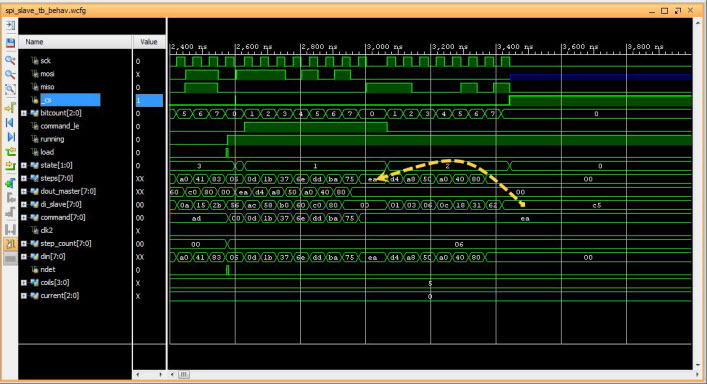 spi_slave_tb_behav.wcfg
Name Value
2,400 ns 2,600 ns 2,800 ns 3,000 ns 3,200 ns 3,400 ns 3,600 ns 3,800 ns
sck 0
mosi X
miso 0
_cs 1
bitcount[2:0] 0 5 6 7 0 1 2 3 4 5 6 7 0 1 2 3 4 5 6 7 0
command_le 0
running 0
load 0
state[1:0] 0 3 1 2 0
steps[7:0] XX a0 41 83 06 0d 1b 37 6e dd ba 75 ea d4 a8 50 a0 40 80 00
dout_master[7:0] XX 60 c0 80 00 ea d4 a8 50 a0 40 80 00
di_slave[7:0] 00 0a 15 2b 56 ac 58 b0 60 c0 80 00 01 03 06 0c 18 31 62 c5
command[7:0] 00 ad 00 0d 1b 37 6e dd ba 75 ea
clk2 X
step_count[7:0] 00 00 06
din[7:0] XX a0 41 83 06 0d 1b 37 6e dd ba 75 ea d4 a8 50 a0 40 80 00
ndet 0
coils[3:0] X 5
current[2:0] X 0